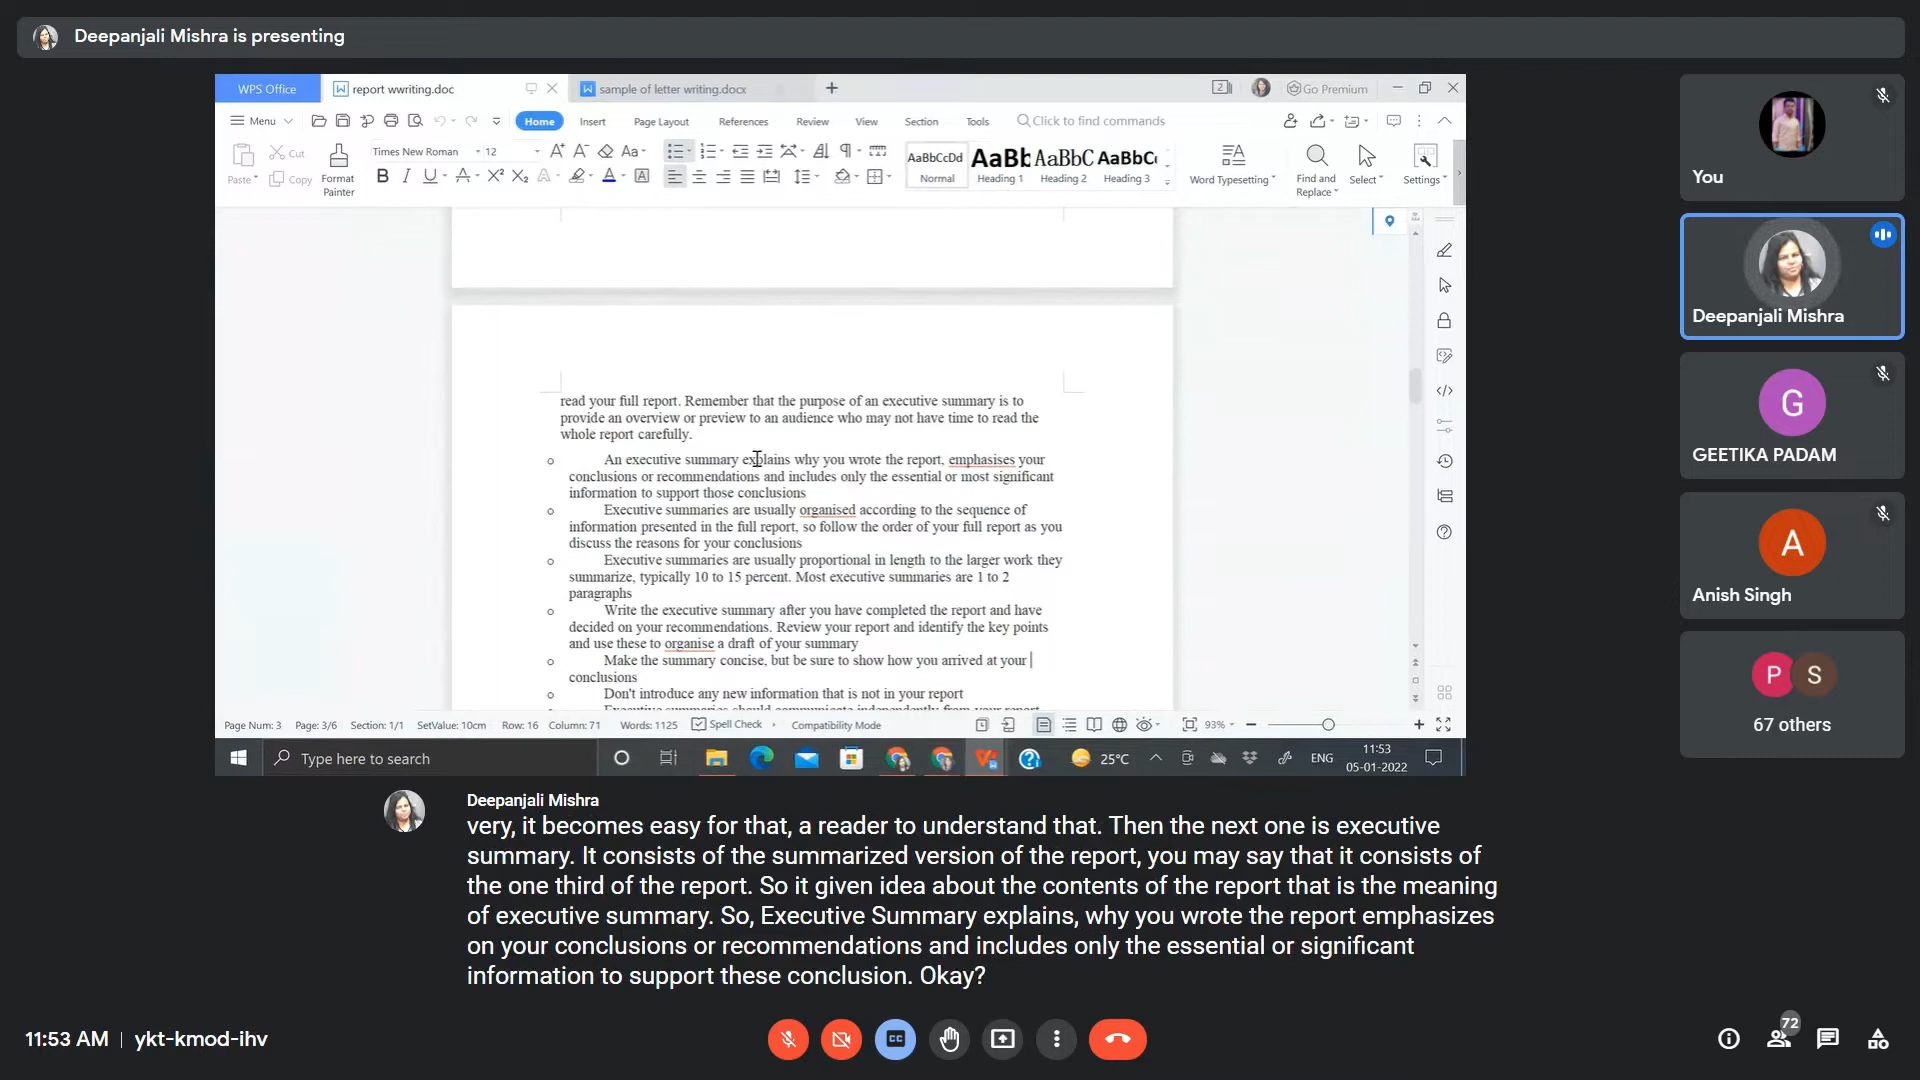 Deepanjali Mishra is presenting
WPS Office
report wwriting.doc
sample of letter writing.docx
Go Premium
Menu
Home
Insert
Page Layout
References
Review
View
Section
Tools
Click to find commands
Paste
Cut
Copy
Format
Painter
Times New Roman
12
AaBbCcDd
Normal
AaBb
Heading 1
AaBbC
Heading 2
AaBbC
Heading 3
Word Typesetting
Find and
Replace
Select
Settings
read your full report. Remember that the purpose of an executive summary is to
provide an overview or preview to an audience who may not have time to read the
whole report carefully.
An executive summary explains why you wrote the report, emphasises your
conclusions or recommendations and includes only the essential or most significant
information to support those conclusions
Executive summaries are usually organised according to the sequence of
information presented in the full report, so follow the order of your full report as you
discuss the reasons for your conclusions
Executive summaries are usually proportional in length to the larger work they
summarize, typically 10 to 15 percent. Most executive summaries are 1 to 2
paragraphs
Write the executive summary after you have completed the report and have
decided on your recommendations. Review your report and identify the key points
and use these to organise a draft of your summary
Make the summary concise, but be sure to show how you arrived at your
conclusions
Don't introduce any new information that is not in your report
Executive summaries should communicate independently from your report
Page Num: 3
Page: 3/6
Section: 1/1
SetValue: 10cm
Row: 16
Column: 71
Words: 1125
Spell Check
Compatibility Mode
93%
Type here to search
25°C
ENG
11:53
05-01-2022
You
Deepanjali Mishra
G
GEETIKA PADAM
A
Anish Singh
P
S
67 others
Deepanjali Mishra
very, it becomes easy for that, a reader to understand that. Then the next one is executive
summary. It consists of the summarized version of the report, you may say that it consists of
the one third of the report. So it given idea about the contents of the report that is the meaning
of executive summary. So, Executive Summary explains, why you wrote the report emphasizes
on your conclusions or recommendations and includes only the essential or significant
information to support these conclusion. Okay?
11:53 AM | ykt-kmod-ihv
CC
72